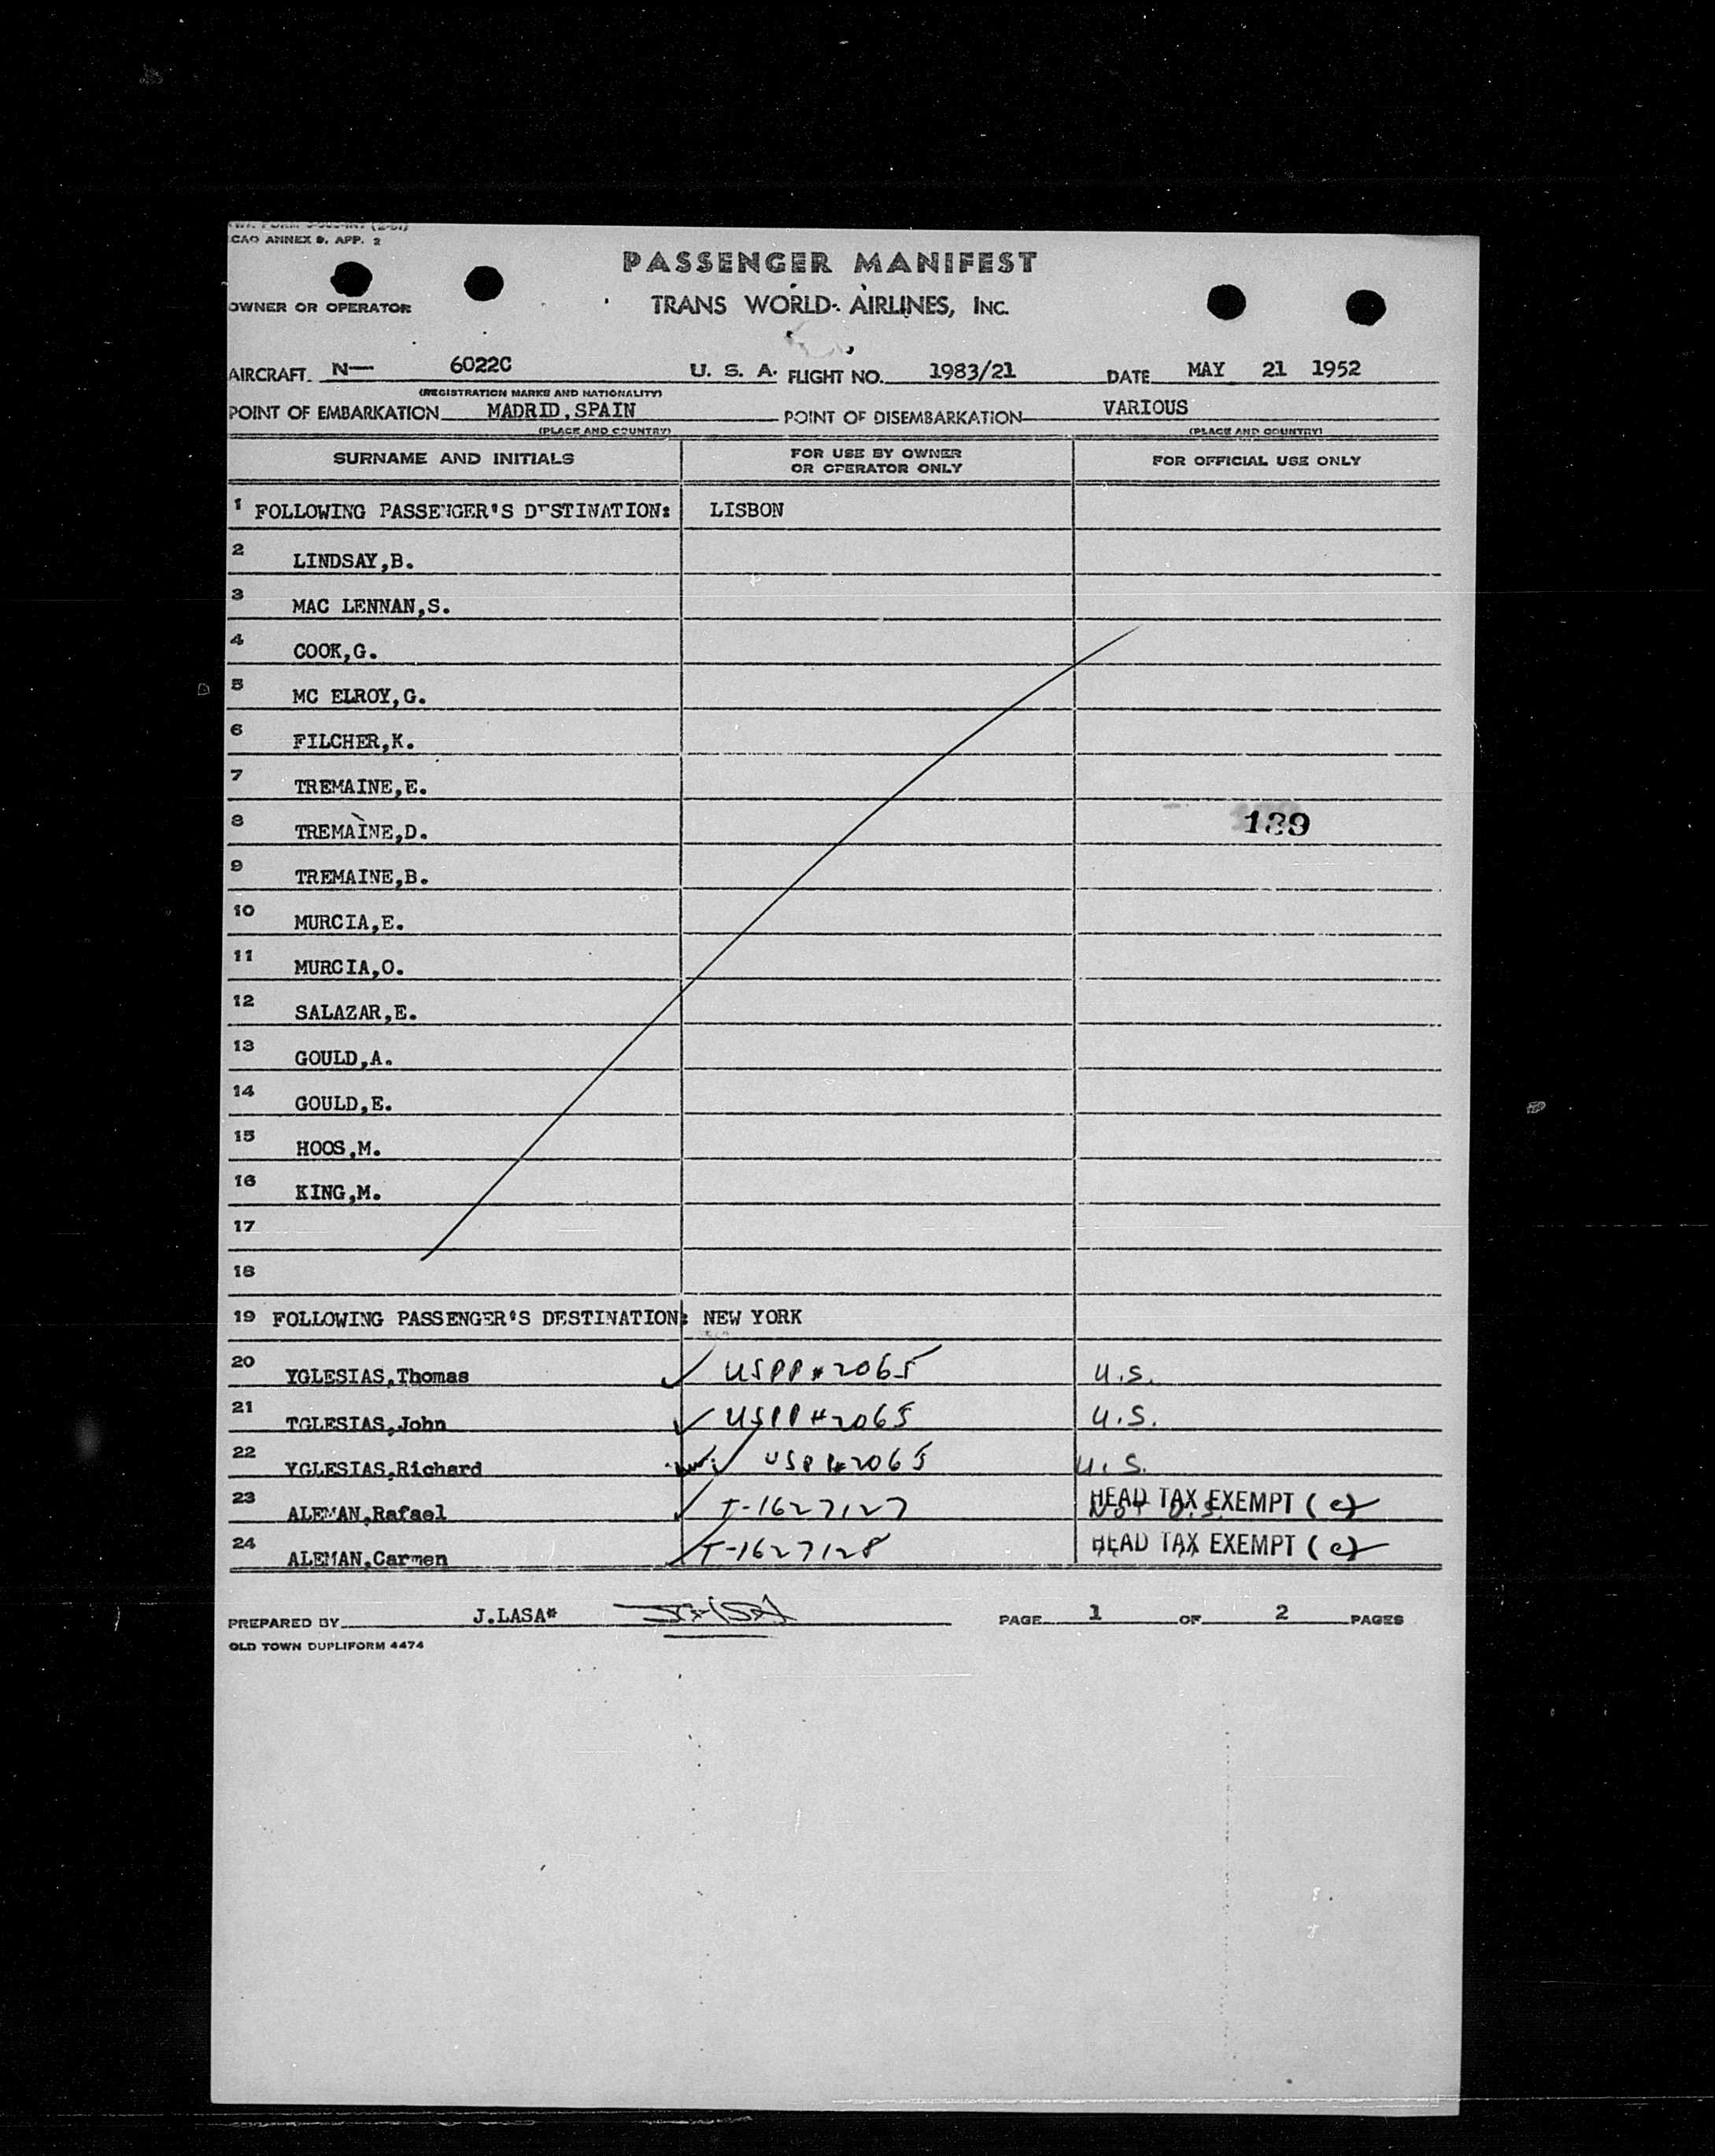 CAO ANNEX 9. APP. 2
PASSENGER MANIFEST
OWNER OR OPERATOR
TRANS WORLD AIRLINES, INC.
AIRCRAFT N— 6022C U. S. A. FLIGHT NO. 1983/21 DATE MAY 21 1952
(REGISTRATION MARKS AND NATIONALITY)
POINT OF EMBARKATION MADRID,SPAIN POINT OF DISEMBARKATION VARIOUS
(PLACE AND COUNTRY) (PLACE AND COUNTRY)
SURNAME AND INITIALS FOR USE BY OWNER OR OPERATOR ONLY FOR OFFICIAL USE ONLY
1 FOLLOWING PASSENGER'S DESTINATION: LISBON
2 LINDSAY,B.
3 MAC LENNAN,S.
4 COOK,G.
5 MC ELROY,G.
6 FILCHER,K.
7 TREMAINE,E.
8 TREMAINE,D. 189
9 TREMAINE,B.
10 MURCIA,E.
11 MURCIA,O.
12 SALAZAR,E.
13 GOULD,A.
14 GOULD,E.
15 HOOS,M.
16 KING,M.
17
18
19 FOLLOWING PASSENGER'S DESTINATION: NEW YORK
20 YGLESIAS,Thomas ✓ USPP#2065 U.S.
21 TGLESIAS,John ✓ USPP#2065 U.S.
22 YGLESIAS,Richard ✓ USPP#2065 U.S.
23 ALEMAN,Rafael ✓ T-1627127 HEAD TAX EXEMPT (e)
24 ALEMAN,Carmen ✓ T-1627128 HEAD TAX EXEMPT (e)
PREPARED BY J.LASA* PAGE 1 OF 2 PAGES
OLD TOWN DUPLIFORM 4474